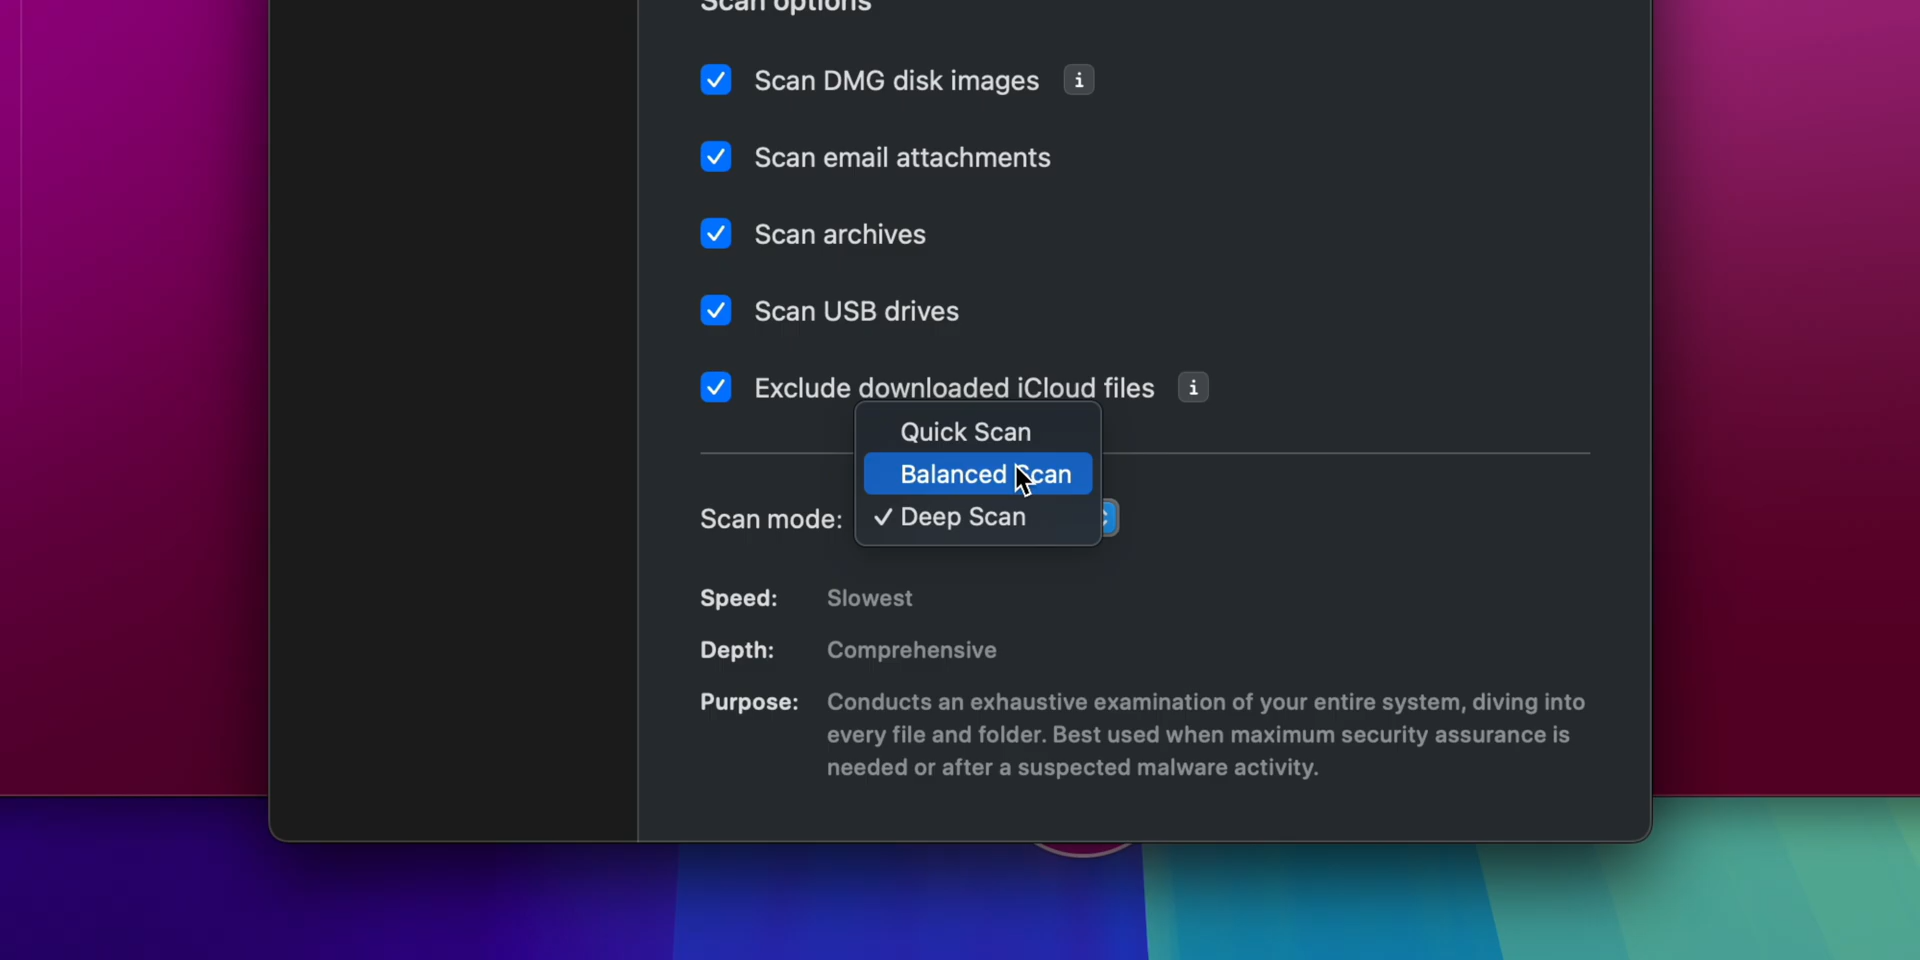 Scan options
Scan DMG disk images i
Scan email attachments
Scan archives
Scan USB drives
Exclude downloaded iCloud files i
Quick Scan
Balanced Scan
Scan mode: ✓ Deep Scan
Speed: Slowest
Depth: Comprehensive
Purpose: Conducts an exhaustive examination of your entire system, diving into
every file and folder. Best used when maximum security assurance is
needed or after a suspected malware activity.